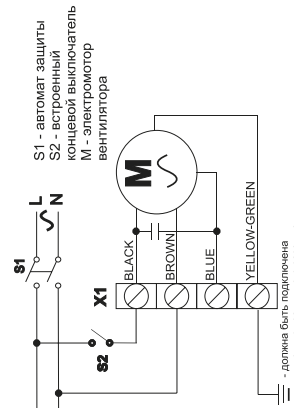 S1 - автомат защиты
S2 - встроенный
концевой выключатель
М - электромотор
вентилятора
L
N
S1
M
X1
BLACK
BROWN
BLUE
YELLOW-GREEN
S2
- должна быть подключена